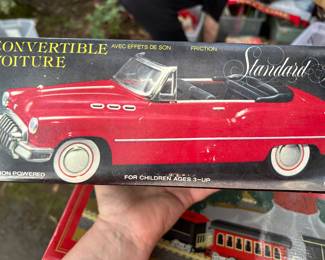 CONVERTIBLE AVEC EFFETS DE SON FRICTION Standard
VOITURE
ION POWERED FOR CHILDREN AGES 3-UP